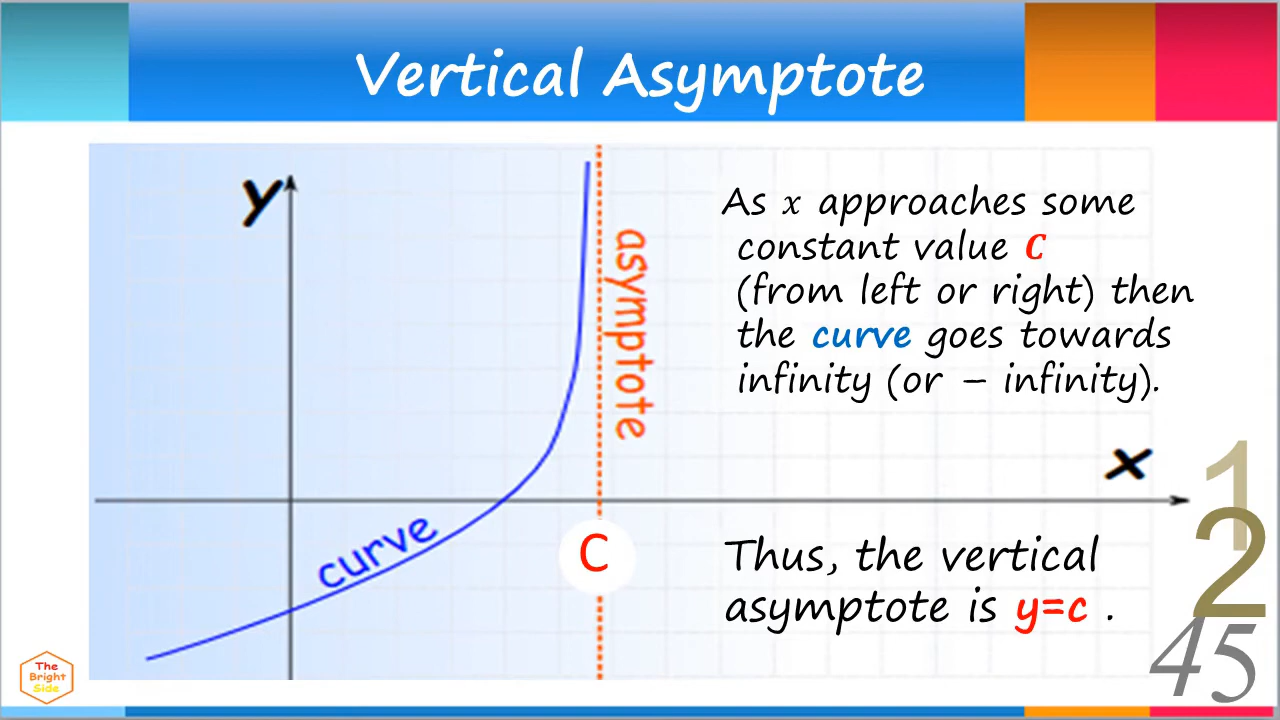 Vertical Asymptote
y
asymptote
As x approaches some
constant value C
(from left or right) then
the curve goes towards
infinity (or – infinity).
x
curve
C
Thus, the vertical
asymptote is y=c .
1
2
45
The
Bright
Side